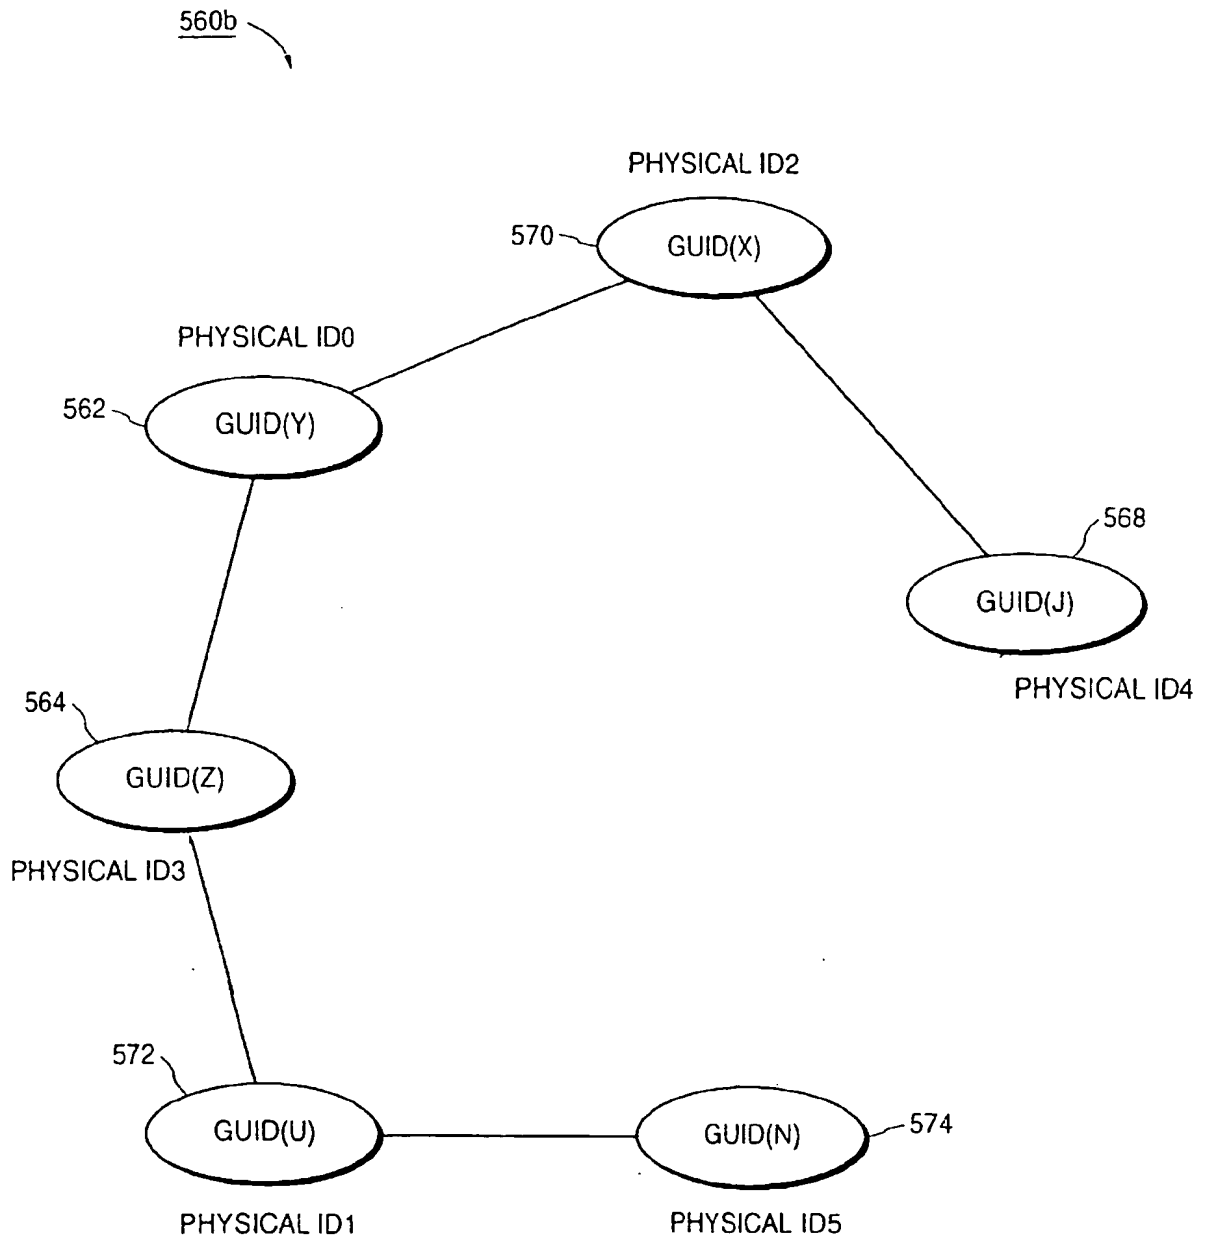 560b
PHYSICAL ID2
570
GUID(X)
PHYSICAL ID0
562
GUID(Y)
568
GUID(J)
PHYSICAL ID4
564
GUID(Z)
PHYSICAL ID3
572
GUID(U)
GUID(N)
574
PHYSICAL ID1
PHYSICAL ID5